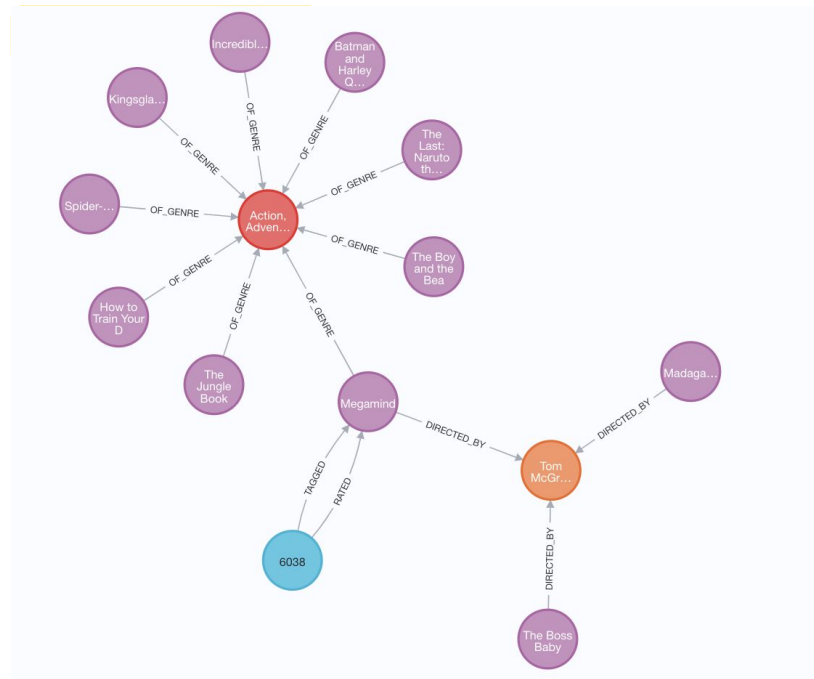 Incredibl...
Batman
and
Harley
Q...
Kingsgla...
OF_GENRE
OF_GENRE
OF_GENRE
The
Last:
Naruto
th...
OF_GENRE
Spider-...
OF_GENRE
Action,
Adven...
OF_GENRE
The Boy
and the
Bea
OF_GENRE
How to
Train Your
D
OF_GENRE
OF_GENRE
The
Jungle
Book
Megamind
Madaga...
DIRECTED_BY
DIRECTED_BY
Tom
McGr...
TAGGED
RATED
6038
DIRECTED_BY
The Boss
Baby